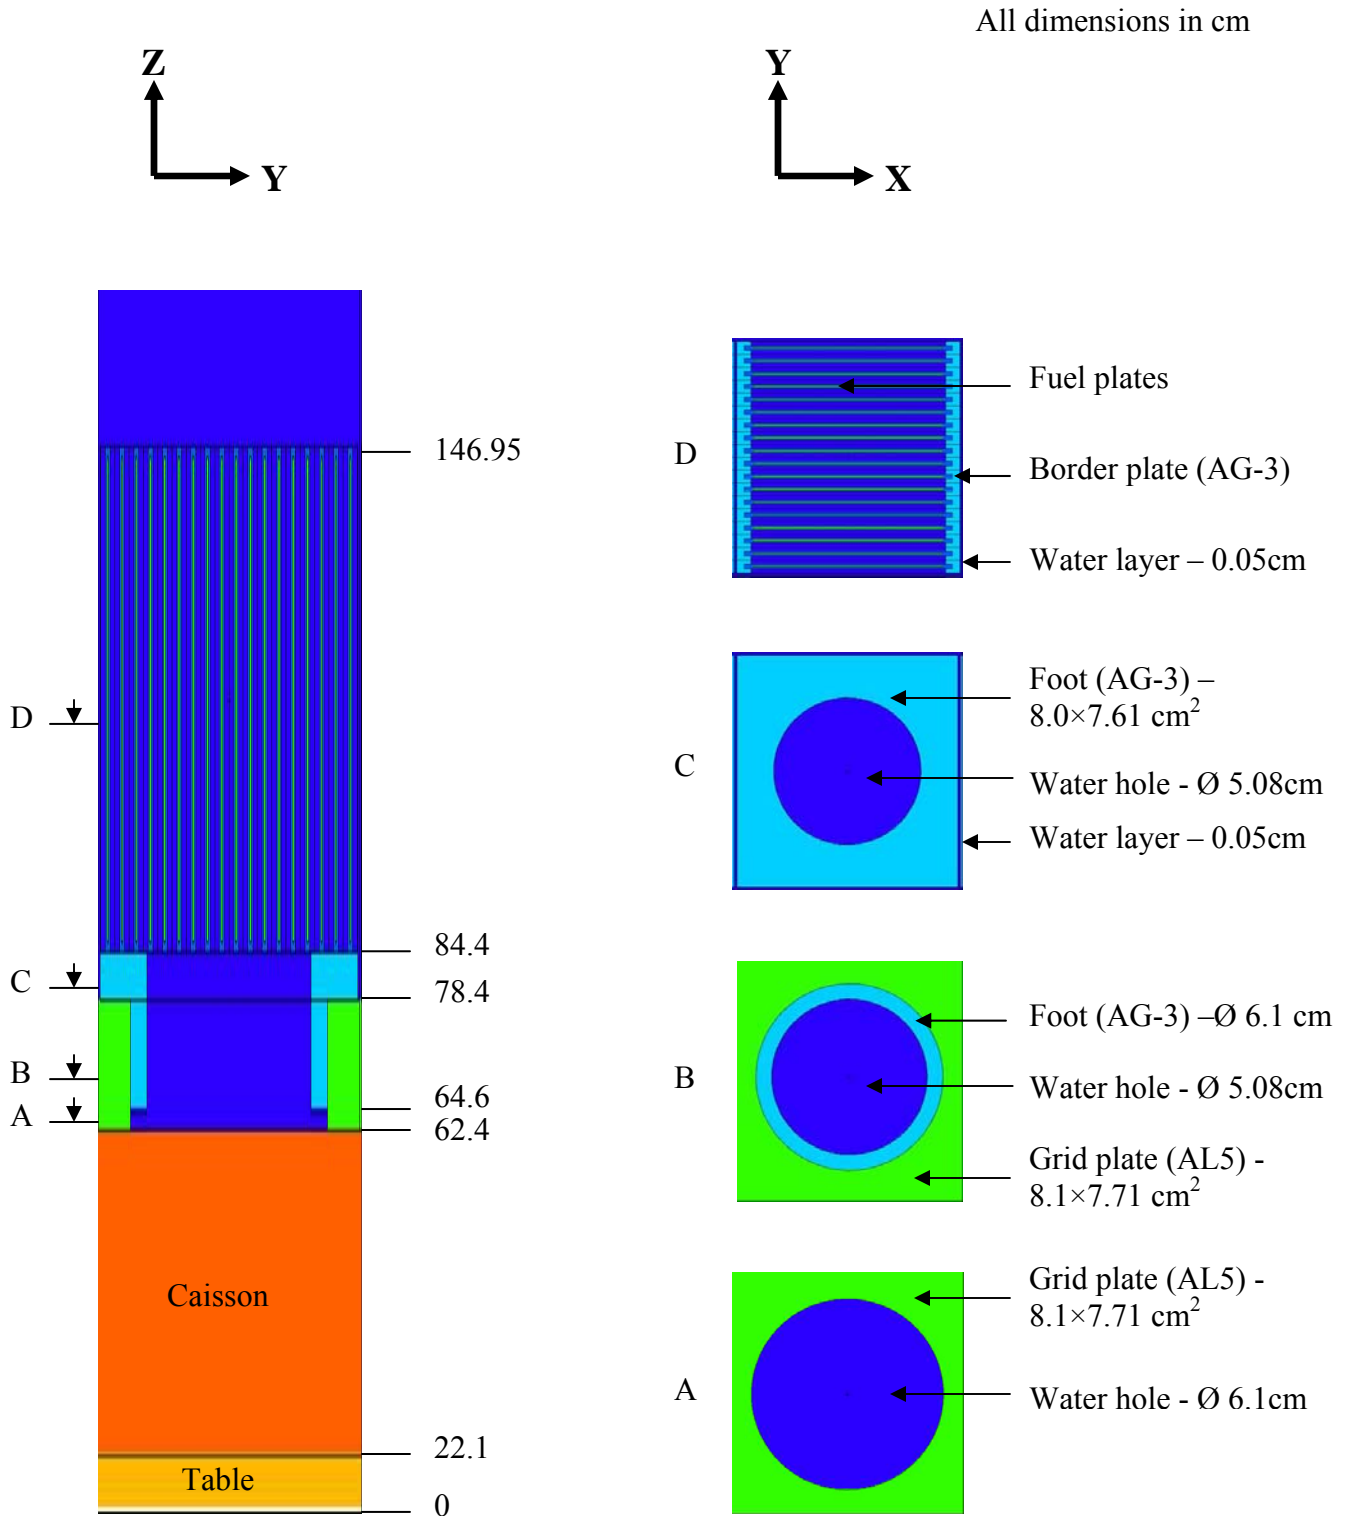 All dimensions in cm
Z
Y
Y
X
146.95
84.4
78.4
64.6
62.4
22.1
0
D
C
B
A
Caisson
Table
D
Fuel plates
Border plate (AG-3)
Water layer – 0.05cm
C
Foot (AG-3) –
8.0×7.61 cm²
Water hole - Ø 5.08cm
Water layer – 0.05cm
B
Foot (AG-3) –Ø 6.1 cm
Water hole - Ø 5.08cm
Grid plate (AL5) -
8.1×7.71 cm²
A
Grid plate (AL5) -
8.1×7.71 cm²
Water hole - Ø 6.1cm